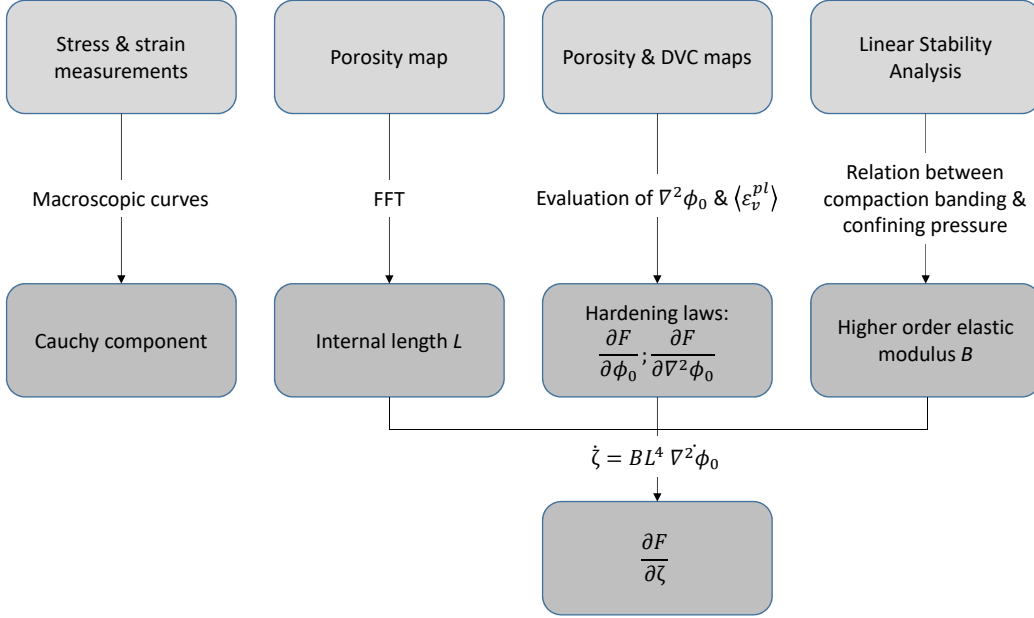 Stress & strain
measurements
Porosity map
Porosity & DVC maps
Linear Stability
Analysis
Macroscopic curves
FFT
Evaluation of ∇²ϕ₀ & ⟨ε_v^{pl}⟩
Relation between
compaction banding &
confining pressure
Cauchy component
Internal length L
Hardening laws:
∂F/∂ϕ₀ ; ∂F/∂∇²ϕ₀
Higher order elastic
modulus B
ζ̇ = BL⁴ ∇²̇ϕ₀
∂F/∂ζ